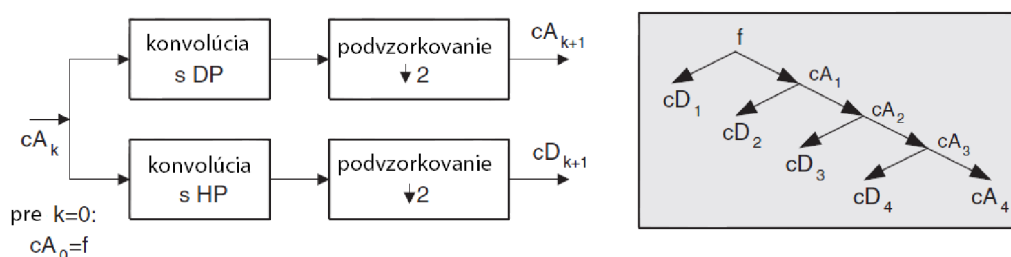 konvolúcia
s DP
podvzorkovanie
↓ 2
cA k+1
cA k
konvolúcia
s HP
podvzorkovanie
↓2
cD k+1
pre k=0:
cA 0 =f
f
cD 1
cA 1
cD 2
cA 2
cD 3
cA 3
cD 4
cA 4